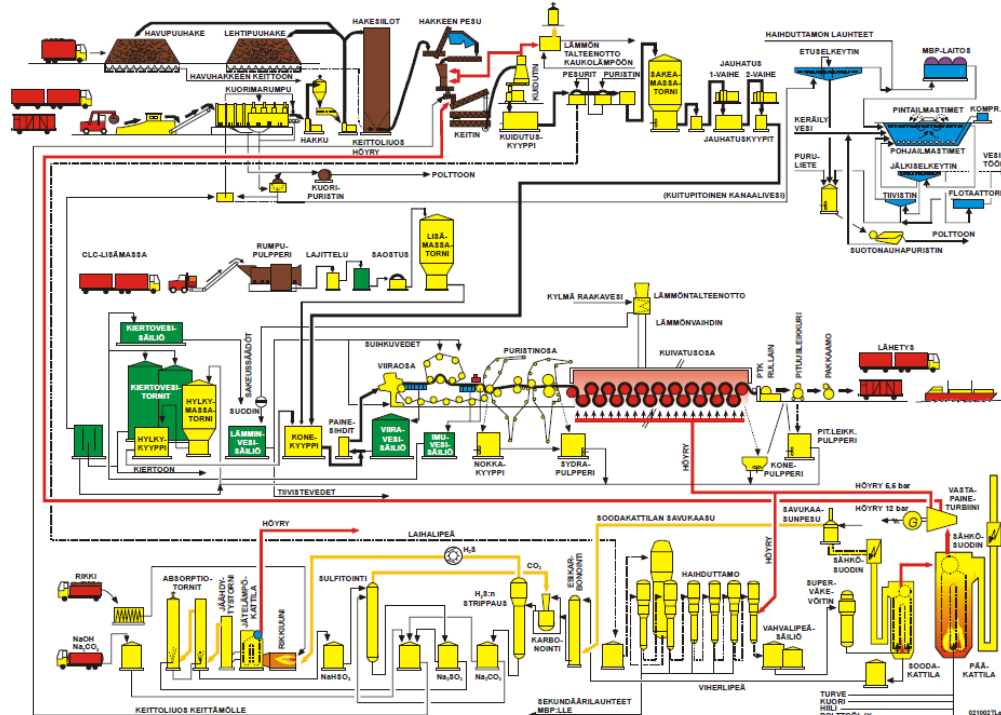 HAVUPUUHAKE
LEHTIPUUHAKE
HAKESIILOT
HAKKEEN PESU
LÄMMÖN
TALTEENOTTO
KAUKOLÄMPÖÖN
PESURIT
PURISTIN
HAIHDUTTAMON LAUHTEET
ETUSELKEYTIN
MBP-LAITOS
HAVUHAKKEEN KEITTOON
KUORIMARUMPU
HAKKU
KEITTOLIUOS
HÖYRY
KEITIN
KUIDUTIN
KUIDUTUS-
KYYPPI
SAKEA-
MASSA-
TORNI
JAUHATUS
1-VAIHE
2-VAIHE
JAUHATUSKYYPIT
KERÄILY
VESI
PINTAILMASTIMET
KOMPR.
POHJAILMASTIMET
JÄLKISELKEYTIN
PURU-
LIETE
TIIVISTIN
FLOTAATTORI
(KUITUPITOINEN KANAALIVESI)
POLTTOON
SUOTONAUHAPURISTIN
KUORI-
PURISTIN
POLTTOON
CLC-LISÄMASSA
RUMPU-
PULPPERI
LAJITTELU
SAOSTUS
LISÄ-
MASSA-
TORNI
KYLMÄ RAAKAVESI
LÄMMÖNTALTEENOTTO
LÄMMÖNVAIHDIN
KIERTOVESI-
SÄILIÖ
KIERTOVESI-
TORNIT
HYLKY-
MASSA-
TORNI
HYLKY-
KYYPPI
KIERTOON
SAKEUSSÄÄDÖT
SUODIN
LÄMMIN-
VESI-
SÄILIÖ
TIIVISTEVEDET
SUIHKUVEDET
VIIRAOSA
PURISTINOSA
KUIVATUSOSA
KONE-
KYYPPI
PAINE-
SIHDIT
VIIRA-
VESI-
SÄILIÖ
IMU-
VESI-
SÄILIÖ
NOKKA-
KYYPPI
SYDRA-
PULPPERI
HÖYRY
KONE-
PULPPERI
PIT.LEIKK.
PULPPERI
PTK
RULLAIN
PITUUSLEIKKURI
PAKKAAMO
LÄHETYS
HÖYRY 5,5 bar
HÖYRY 12 bar
G
VASTA-
PAINE-
TURBIINI
SÄHKÖ-
SUODIN
SAVUKAA-
SUNPESU
SÄHKÖ-
SUODIN
SOODAKATTILAN SAVUKAASU
LAIHALIPEÄ
HÖYRY
RIKKI
ABSORPTIO-
TORNIT
JÄÄHDY-
TYSTORNI
JÄTELÄMPÖ-
KATTILA
RIKKIUUNI
NaOH
Na₂CO₃
SULFITOINTI
H₂S
H₂S:n
STRIPPAUS
CO₂
KARBO-
NOINTI
ESIKAR-
BONOINTI
HAIHDUTTAMO
HÖYRY
VAHVALIPEÄ-
SÄILIÖ
SUPER-
VÄKE-
VÖITIN
SOODA-
KATTILA
PÄÄ-
KATTILA
NaHSO₃
Na₂SO₃
Na₂CO₃
VIHERLIPEÄ
KEITTOLIUOS KEITTÄMÖLLE
SEKUNDÄÄRILAUHTEET
MBP:LLE
TURVE
KUORI
HIILI
021002TLa